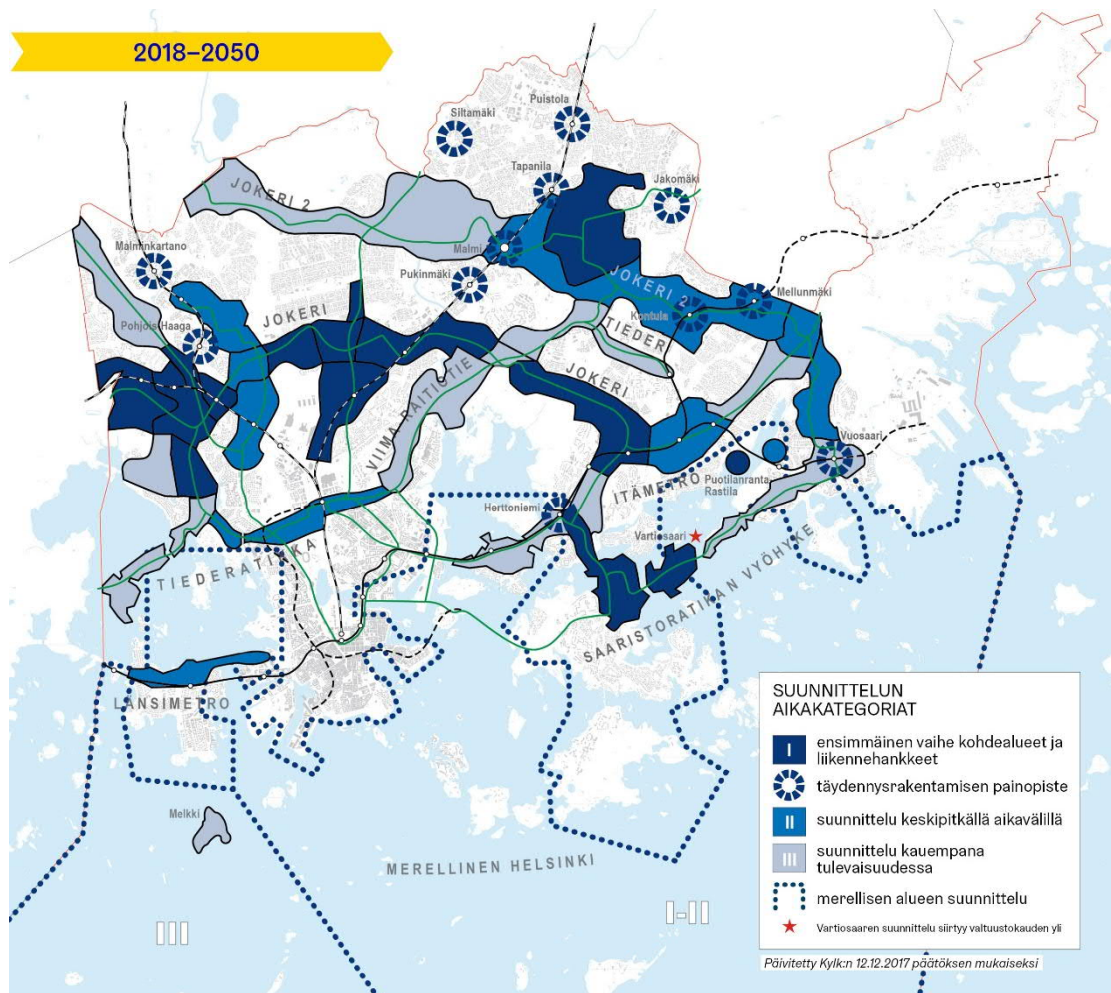 2018–2050
Siltamäki
Puistola
Tapanila
Jakomäki
JOKERI 2
Malminkartano
Malmi
Pukinmäki
JOKERI 2
Mellunmäki
Kontula
Pohjois-Haaga
JOKERI
TIEDER
JOKERI
VIIMA RAITIOTIE
Vuosaari
Puotilanranta-
Rastila
ITÄMETRO
Herttoniemi
Vartiosaari
TIEDERATIKKA
SAARISTORATIKAN VYÖHYKE
LÄNSIMETRO
Melkki
MERELLINEN HELSINKI
III
I-II
SUUNNITTELUN
AIKAKATEGORIAT
I ensimmäinen vaihe kohdealueet ja
liikennehankkeet
täydennysrakentamisen painopiste
II suunnittelu keskipitkällä aikavälillä
III suunnittelu kauempana
tulevaisuudessa
merellisen alueen suunnittelu
Vartiosaaren suunnittelu siirtyy valtuustokauden yli
Päivitetty Kylk:n 12.12.2017 päätöksen mukaiseksi